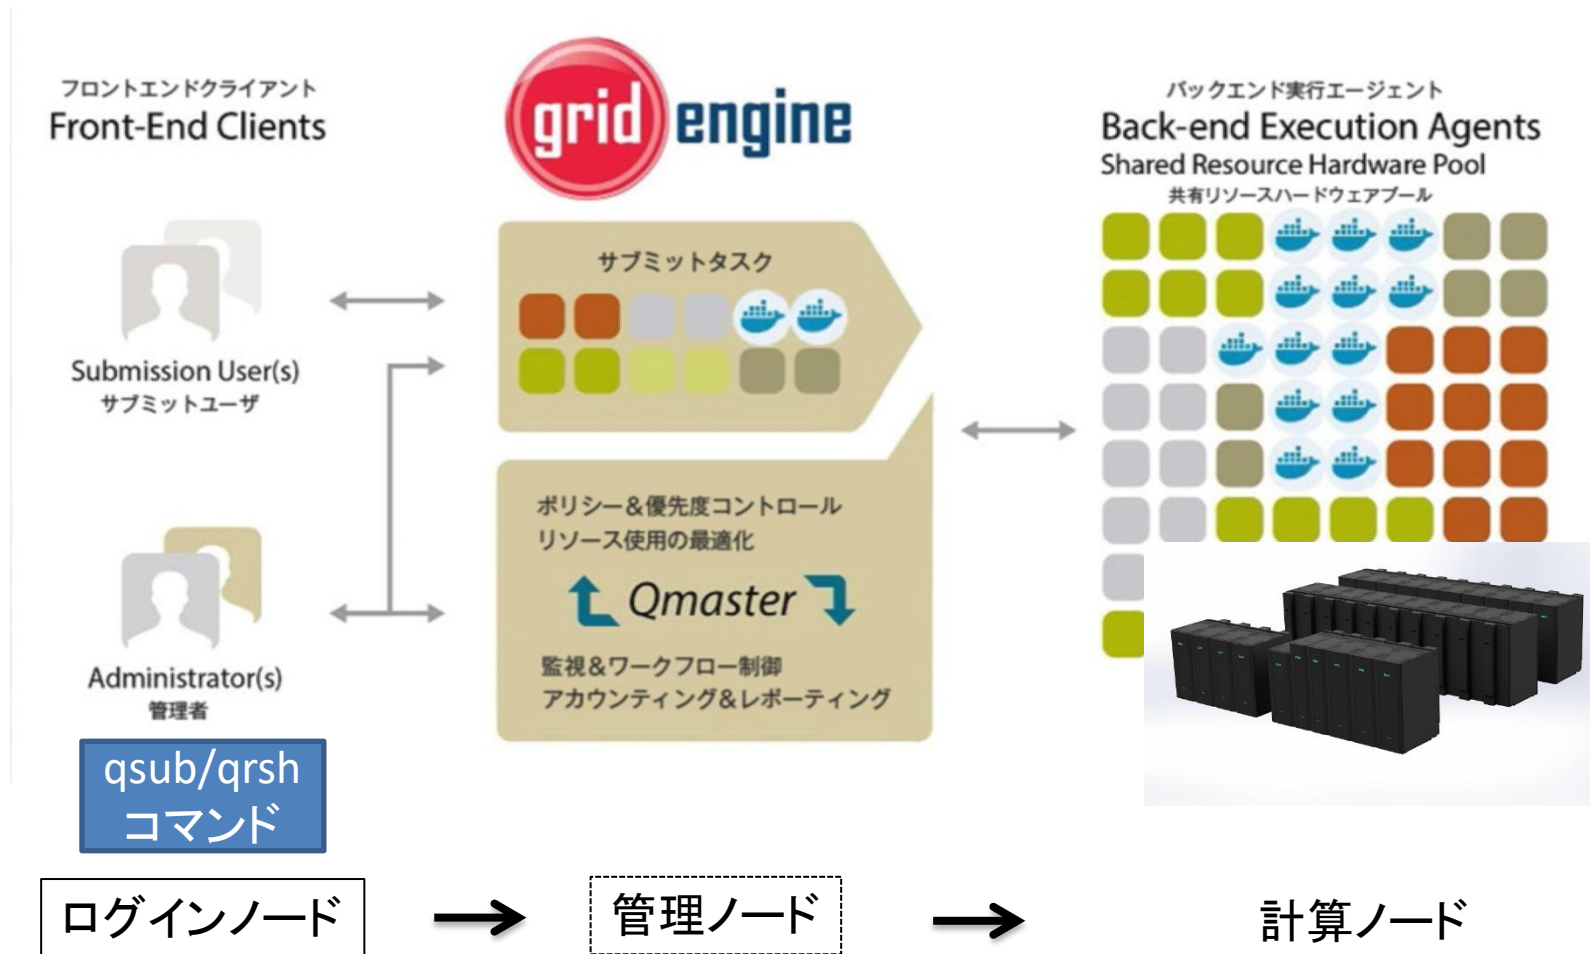 フロントエンドクライアント
Front-End Clients
Submission User(s)
サブミットユーザ
Administrator(s)
管理者
qsub/qrsh
コマンド
grid engine
サブミットタスク
ポリシー＆優先度コントロール
リソース使用の最適化
Qmaster
監視＆ワークフロー制御
アカウンティング＆レポーティング
バックエンド実行エージェント
Back-end Execution Agents
Shared Resource Hardware Pool
共有リソースハードウェアプール
ログインノード
管理ノード
計算ノード